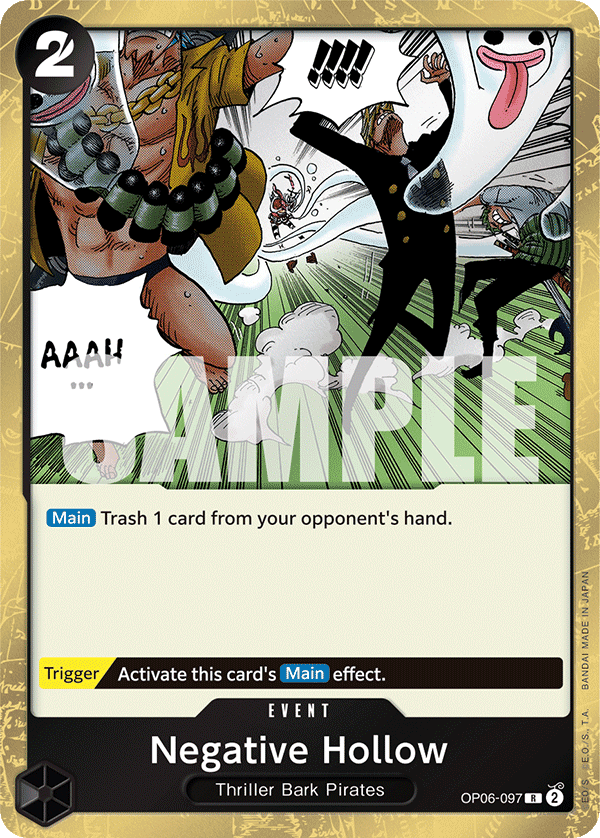 2
!!!!
AAAH
...
SAMPLE
Main Trash 1 card from your opponent's hand.
Trigger Activate this card's Main effect.
EVENT
Negative Hollow
Thriller Bark Pirates
OP06-097 R 2
©E.O./S, T.A. BANDAI MADE IN JAPAN